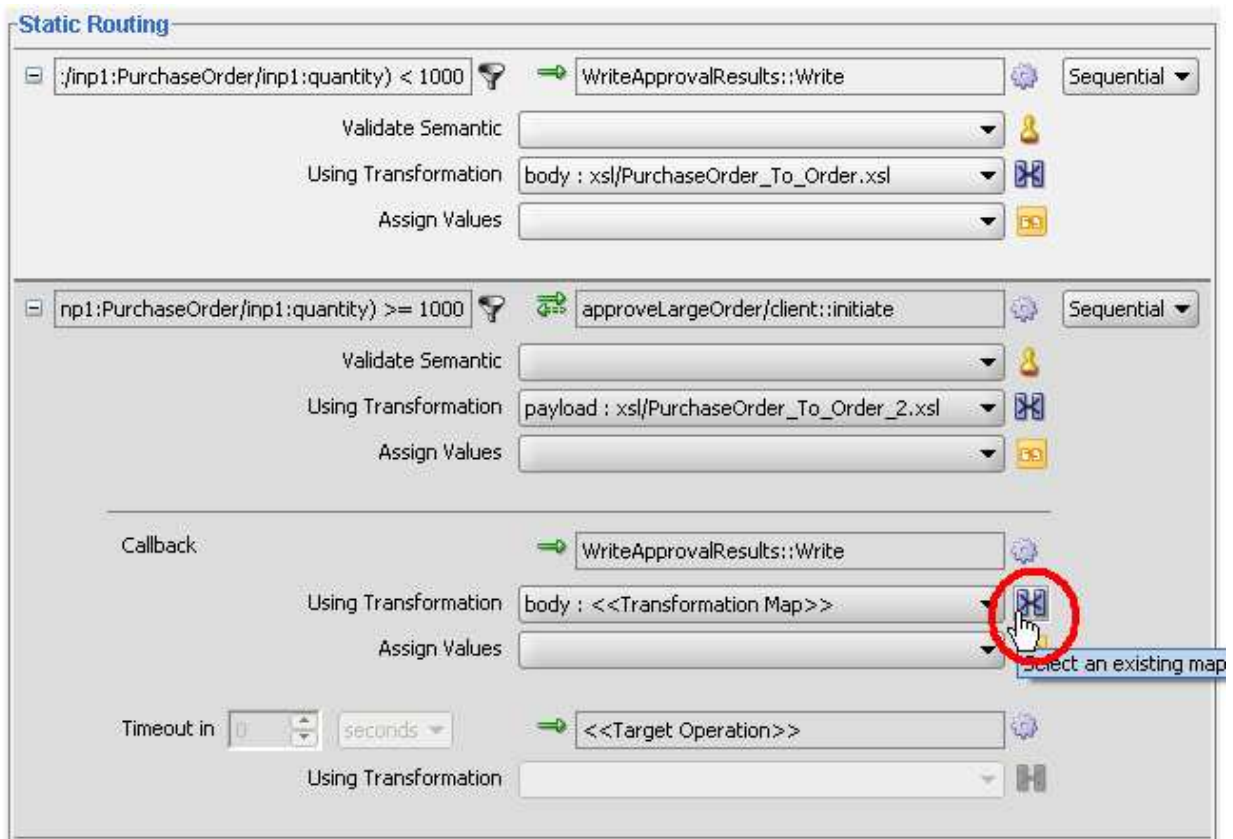 Static Routing
:/inp1:PurchaseOrder/inp1:quantity) < 1000 WriteApprovalResults::Write Sequential
Validate Semantic
Using Transformation body : xsl/PurchaseOrder_To_Order.xsl
Assign Values
np1:PurchaseOrder/inp1:quantity) >= 1000 approveLargeOrder/client::initiate Sequential
Validate Semantic
Using Transformation payload : xsl/PurchaseOrder_To_Order_2.xsl
Assign Values
Callback WriteApprovalResults::Write
Using Transformation body : <<Transformation Map>>
Assign Values
Select an existing map
Timeout in 0 seconds <<Target Operation>>
Using Transformation